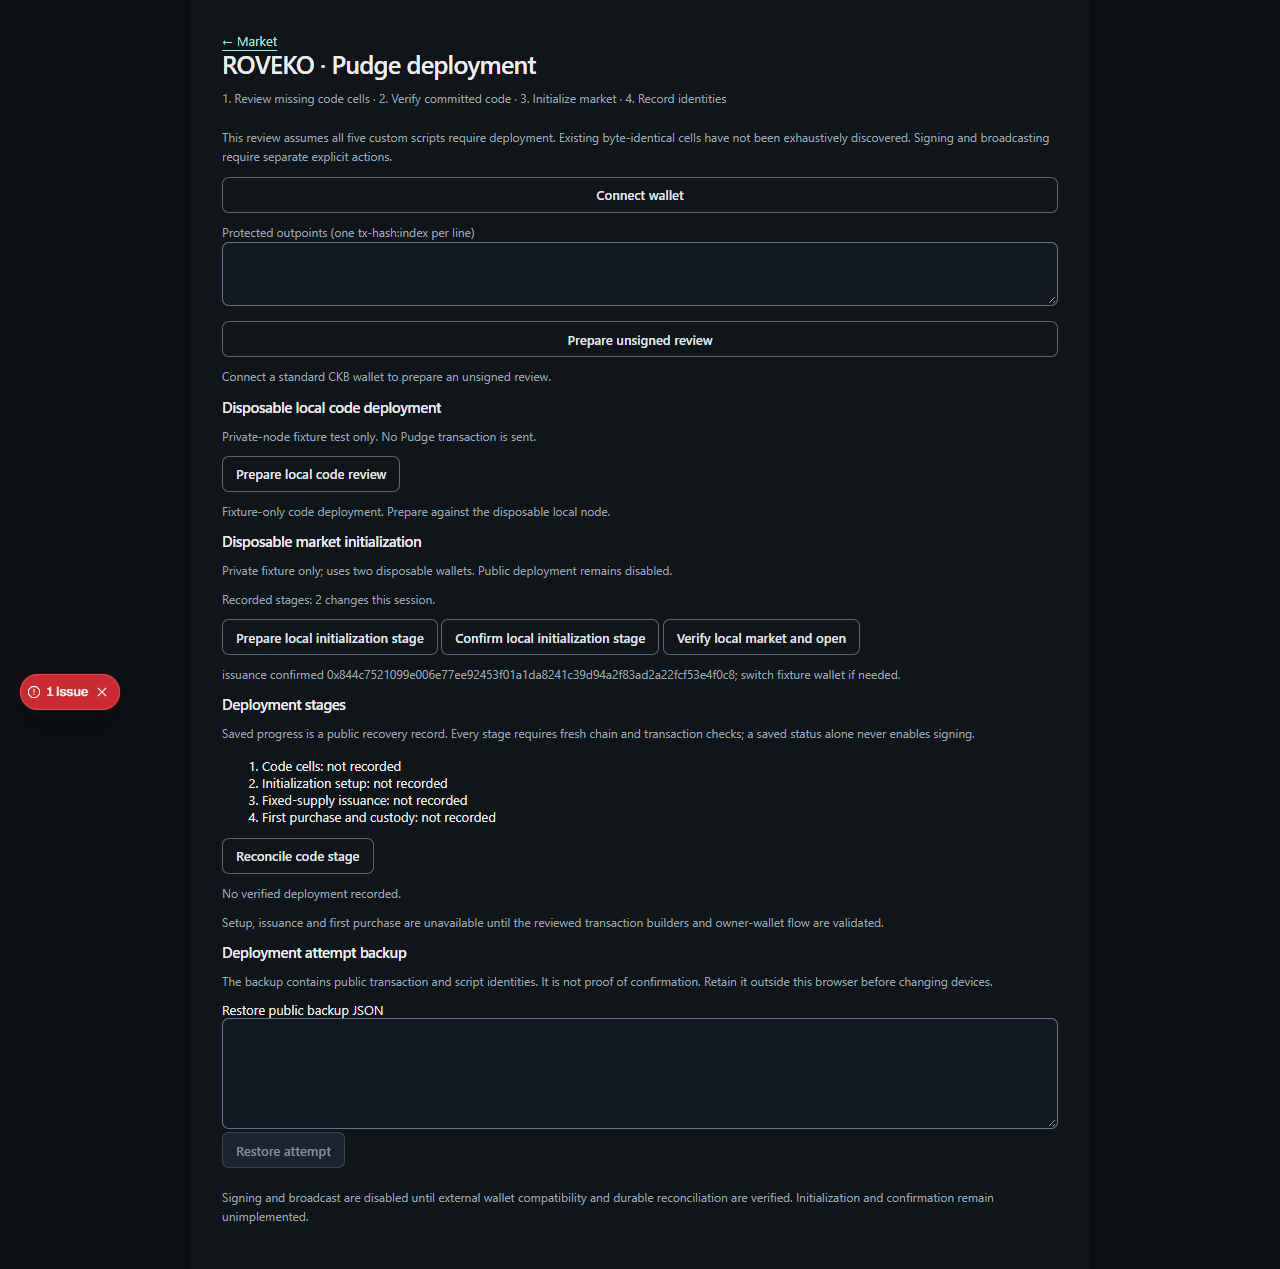 ← Market
ROVEKO · Pudge deployment
1. Review missing code cells · 2. Verify committed code · 3. Initialize market · 4. Record identities
This review assumes all five custom scripts require deployment. Existing byte-identical cells have not been exhaustively discovered. Signing and broadcasting
require separate explicit actions.
Connect wallet
Protected outpoints (one tx-hash:index per line)
Prepare unsigned review
Connect a standard CKB wallet to prepare an unsigned review.
Disposable local code deployment
Private-node fixture test only. No Pudge transaction is sent.
Prepare local code review
Fixture-only code deployment. Prepare against the disposable local node.
Disposable market initialization
Private fixture only; uses two disposable wallets. Public deployment remains disabled.
Recorded stages: 2 changes this session.
Prepare local initialization stage Confirm local initialization stage Verify local market and open
issuance confirmed 0x844c7521099e006e77ee92453f01a1da8241c39d94a2f83ad2a22fcf53e4f0c8; switch fixture wallet if needed.
1 Issue
Deployment stages
Saved progress is a public recovery record. Every stage requires fresh chain and transaction checks; a saved status alone never enables signing.
1. Code cells: not recorded
2. Initialization setup: not recorded
3. Fixed-supply issuance: not recorded
4. First purchase and custody: not recorded
Reconcile code stage
No verified deployment recorded.
Setup, issuance and first purchase are unavailable until the reviewed transaction builders and owner-wallet flow are validated.
Deployment attempt backup
The backup contains public transaction and script identities. It is not proof of confirmation. Retain it outside this browser before changing devices.
Restore public backup JSON
Restore attempt
Signing and broadcast are disabled until external wallet compatibility and durable reconciliation are verified. Initialization and confirmation remain
unimplemented.